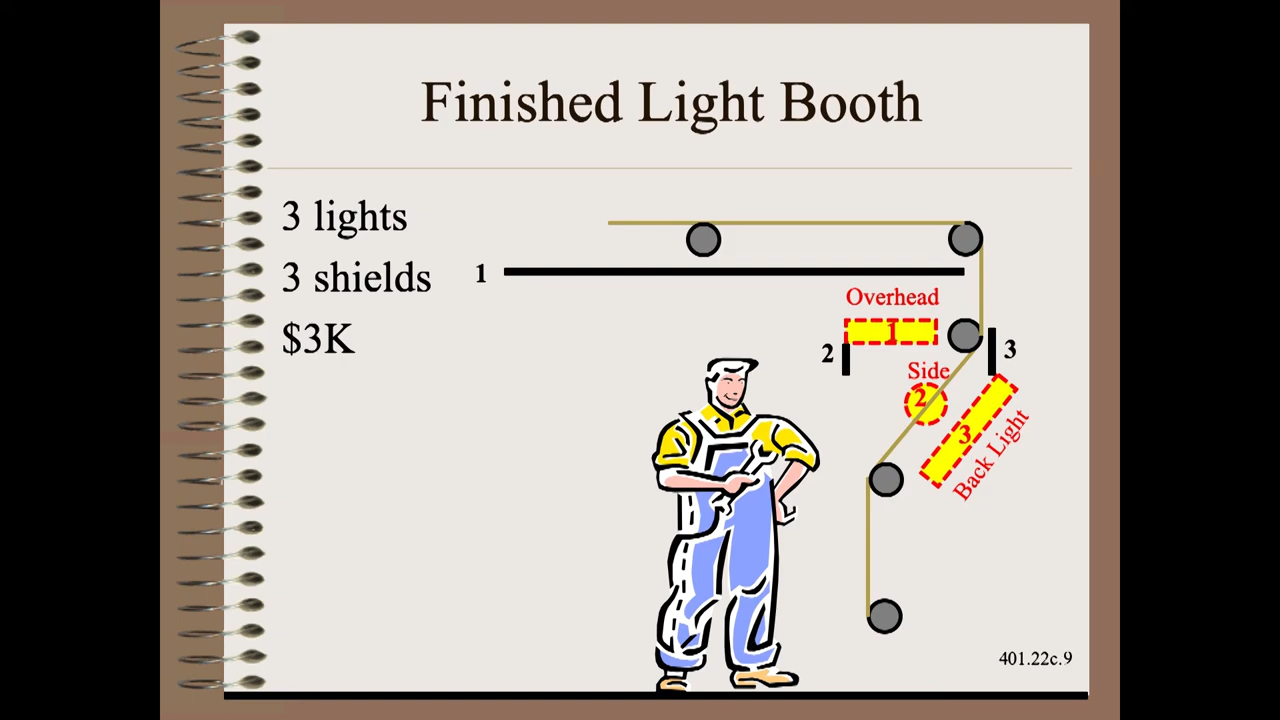 Finished Light Booth
3 lights
3 shields
$3K
1
Overhead
1
2
3
Side
2
3
Back Light
401.22c.9